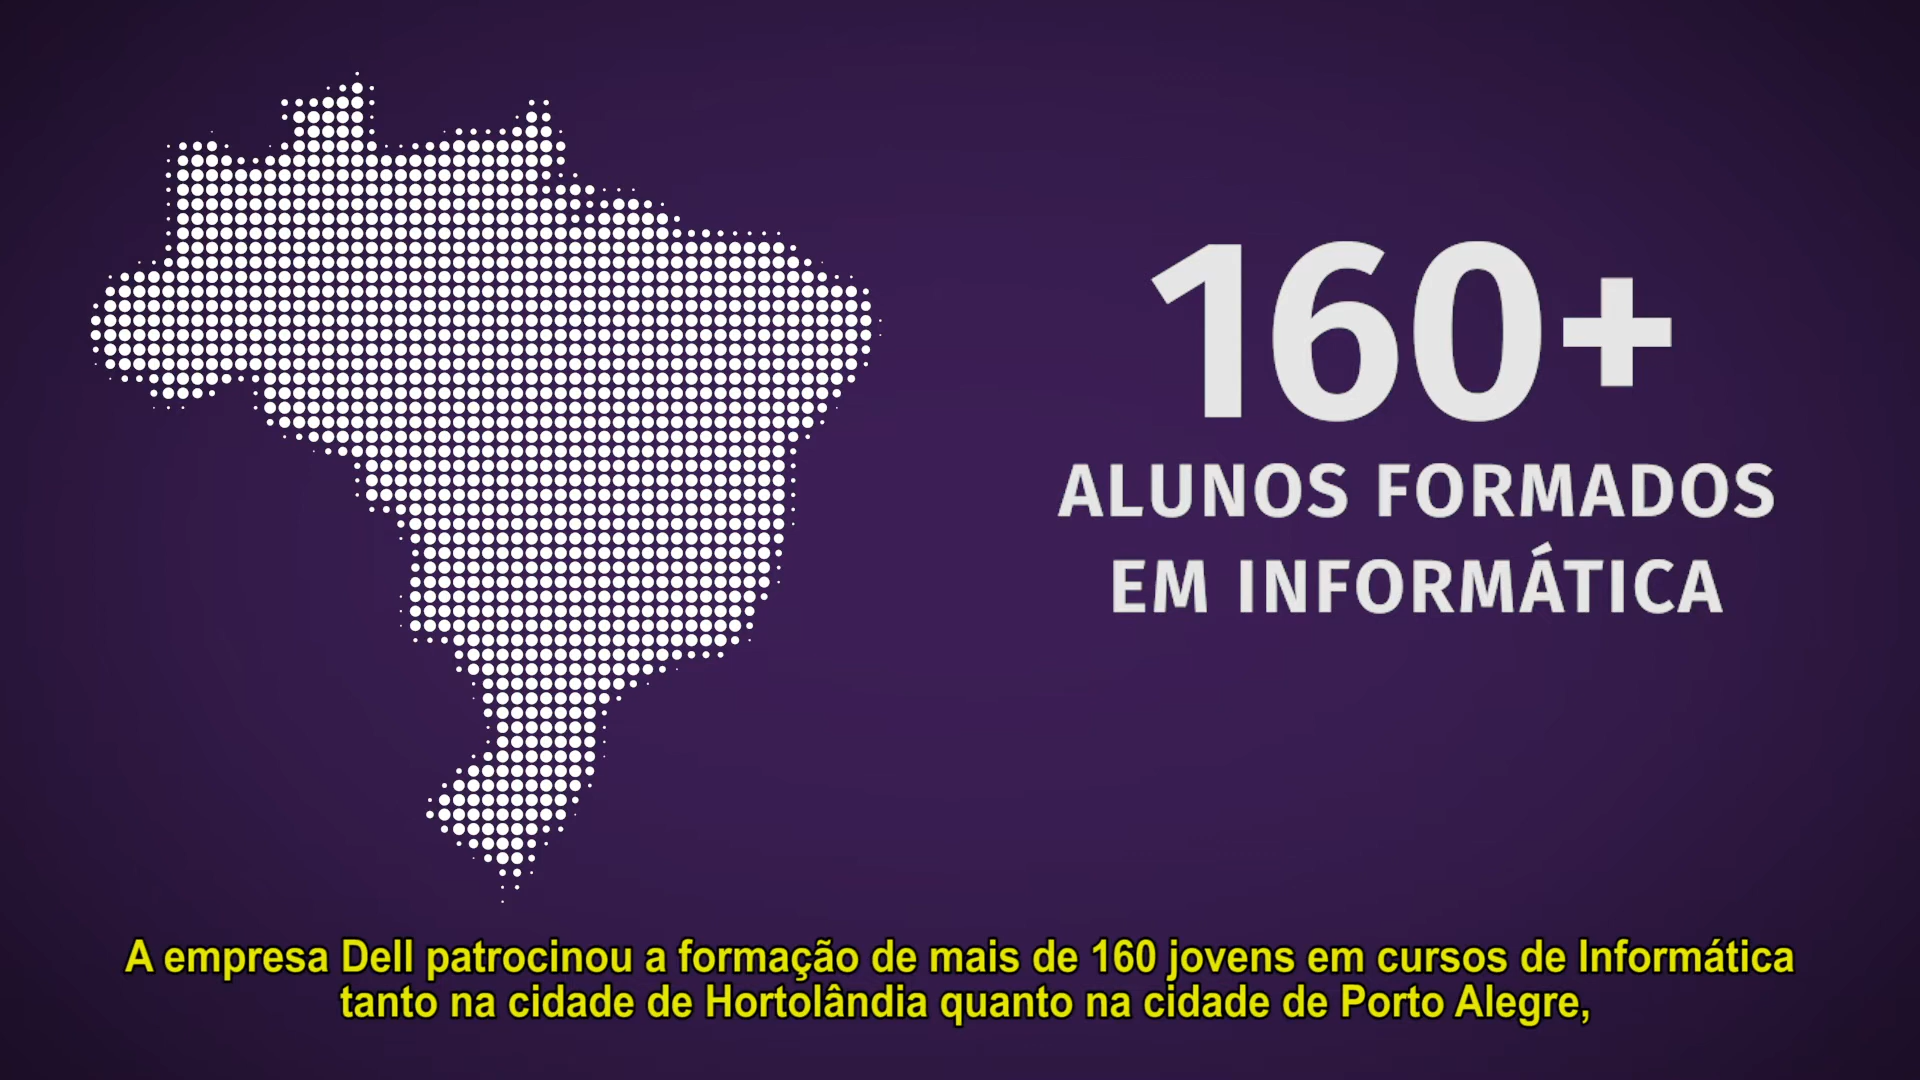 160+
ALUNOS FORMADOS
EM INFORMÁTICA
A empresa Dell patrocinou a formação de mais de 160 jovens em cursos de Informática
tanto na cidade de Hortolândia quanto na cidade de Porto Alegre,